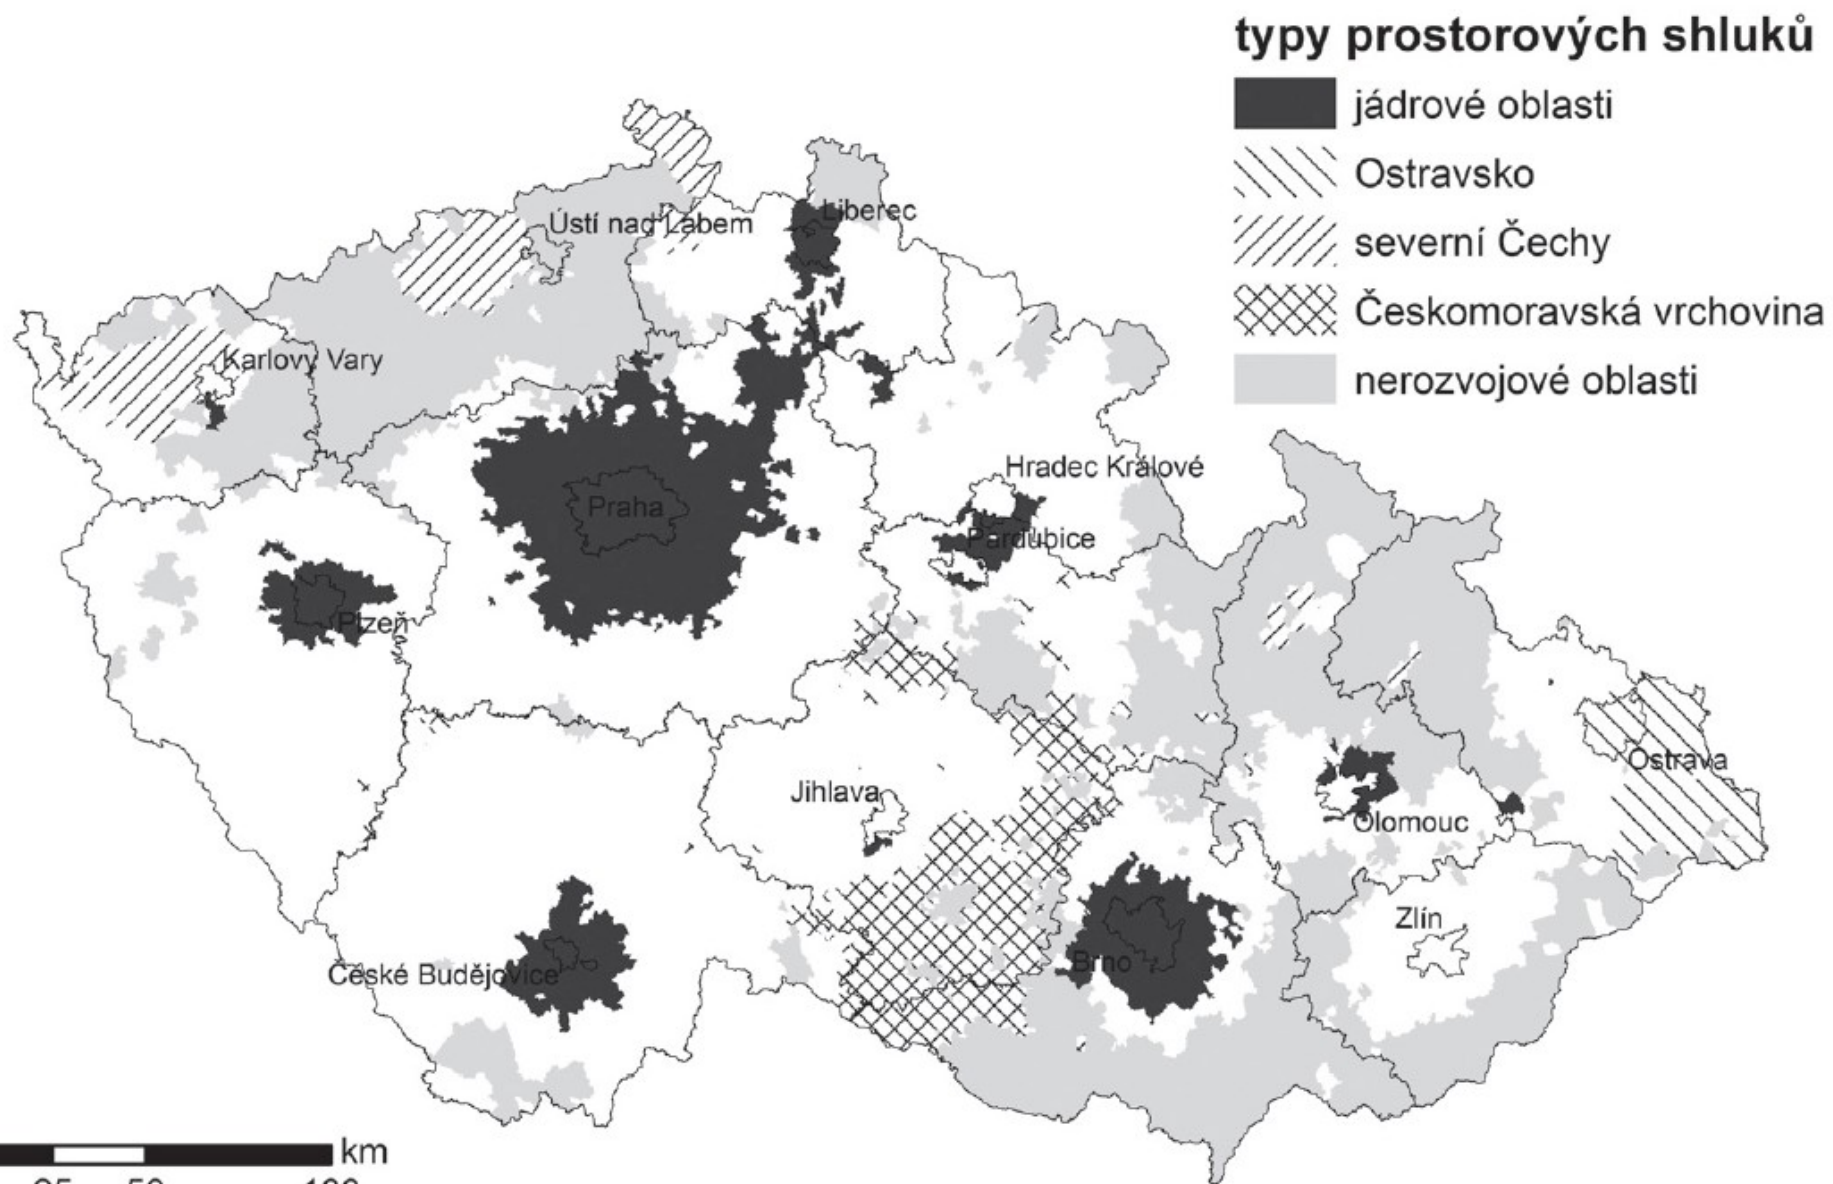 typy prostorových shluků
jádrové oblasti
Ostravsko
severní Čechy
Českomoravská vrchovina
nerozvojové oblasti
Ústí nad Labem
Liberec
Karlovy Vary
Hradec Králové
Praha
Pardubice
Plzeň
Ostrava
Jihlava
Olomouc
Zlín
České Budějovice
Brno
km